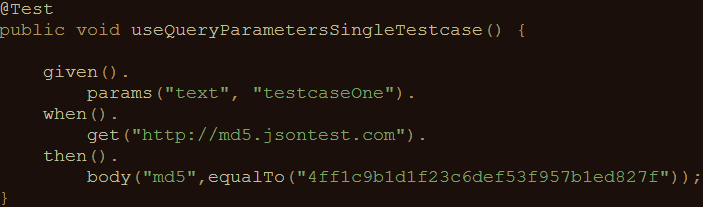 @Test
public void useQueryParametersSingleTestcase() {
given().
params("text", "testcaseOne").
when().
get("http://md5.jsontest.com").
then().
body("md5",equalTo("4ff1c9b1d1f23c6def53f957b1ed827f"));
}